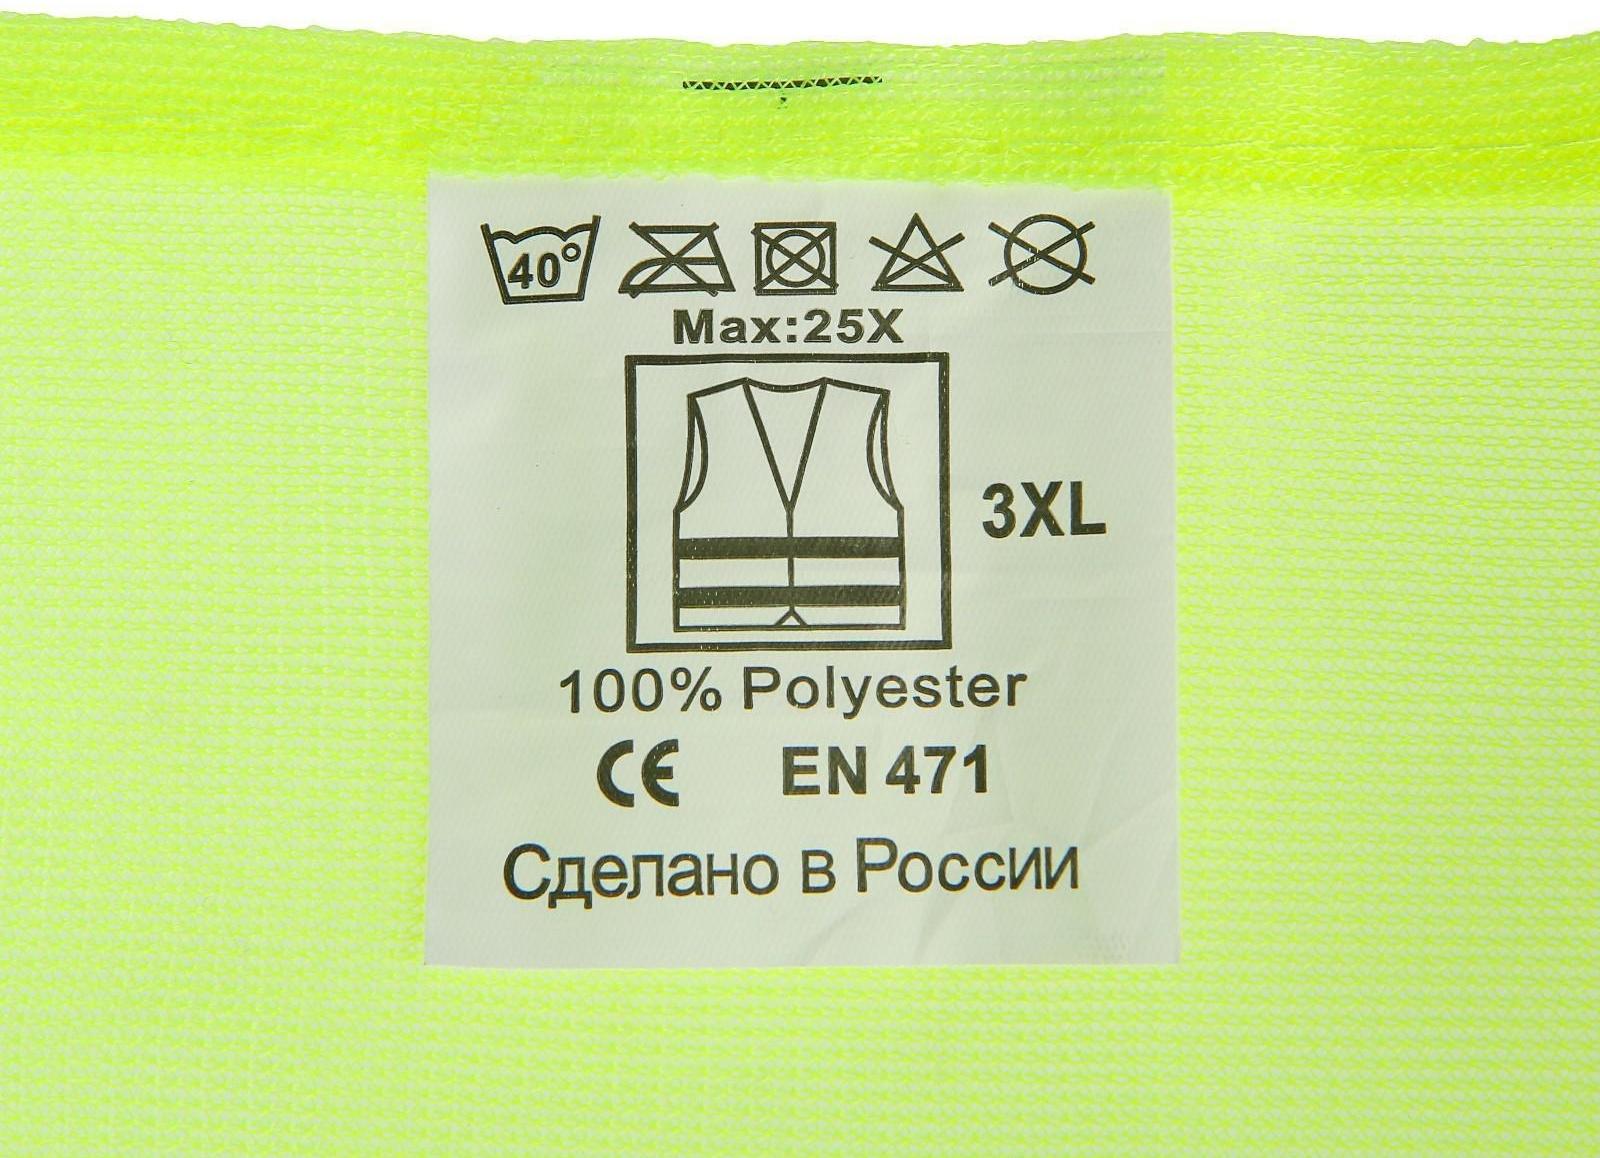 40°
Max:25X
3XL
100% Polyester
CE EN 471
Сделано в России